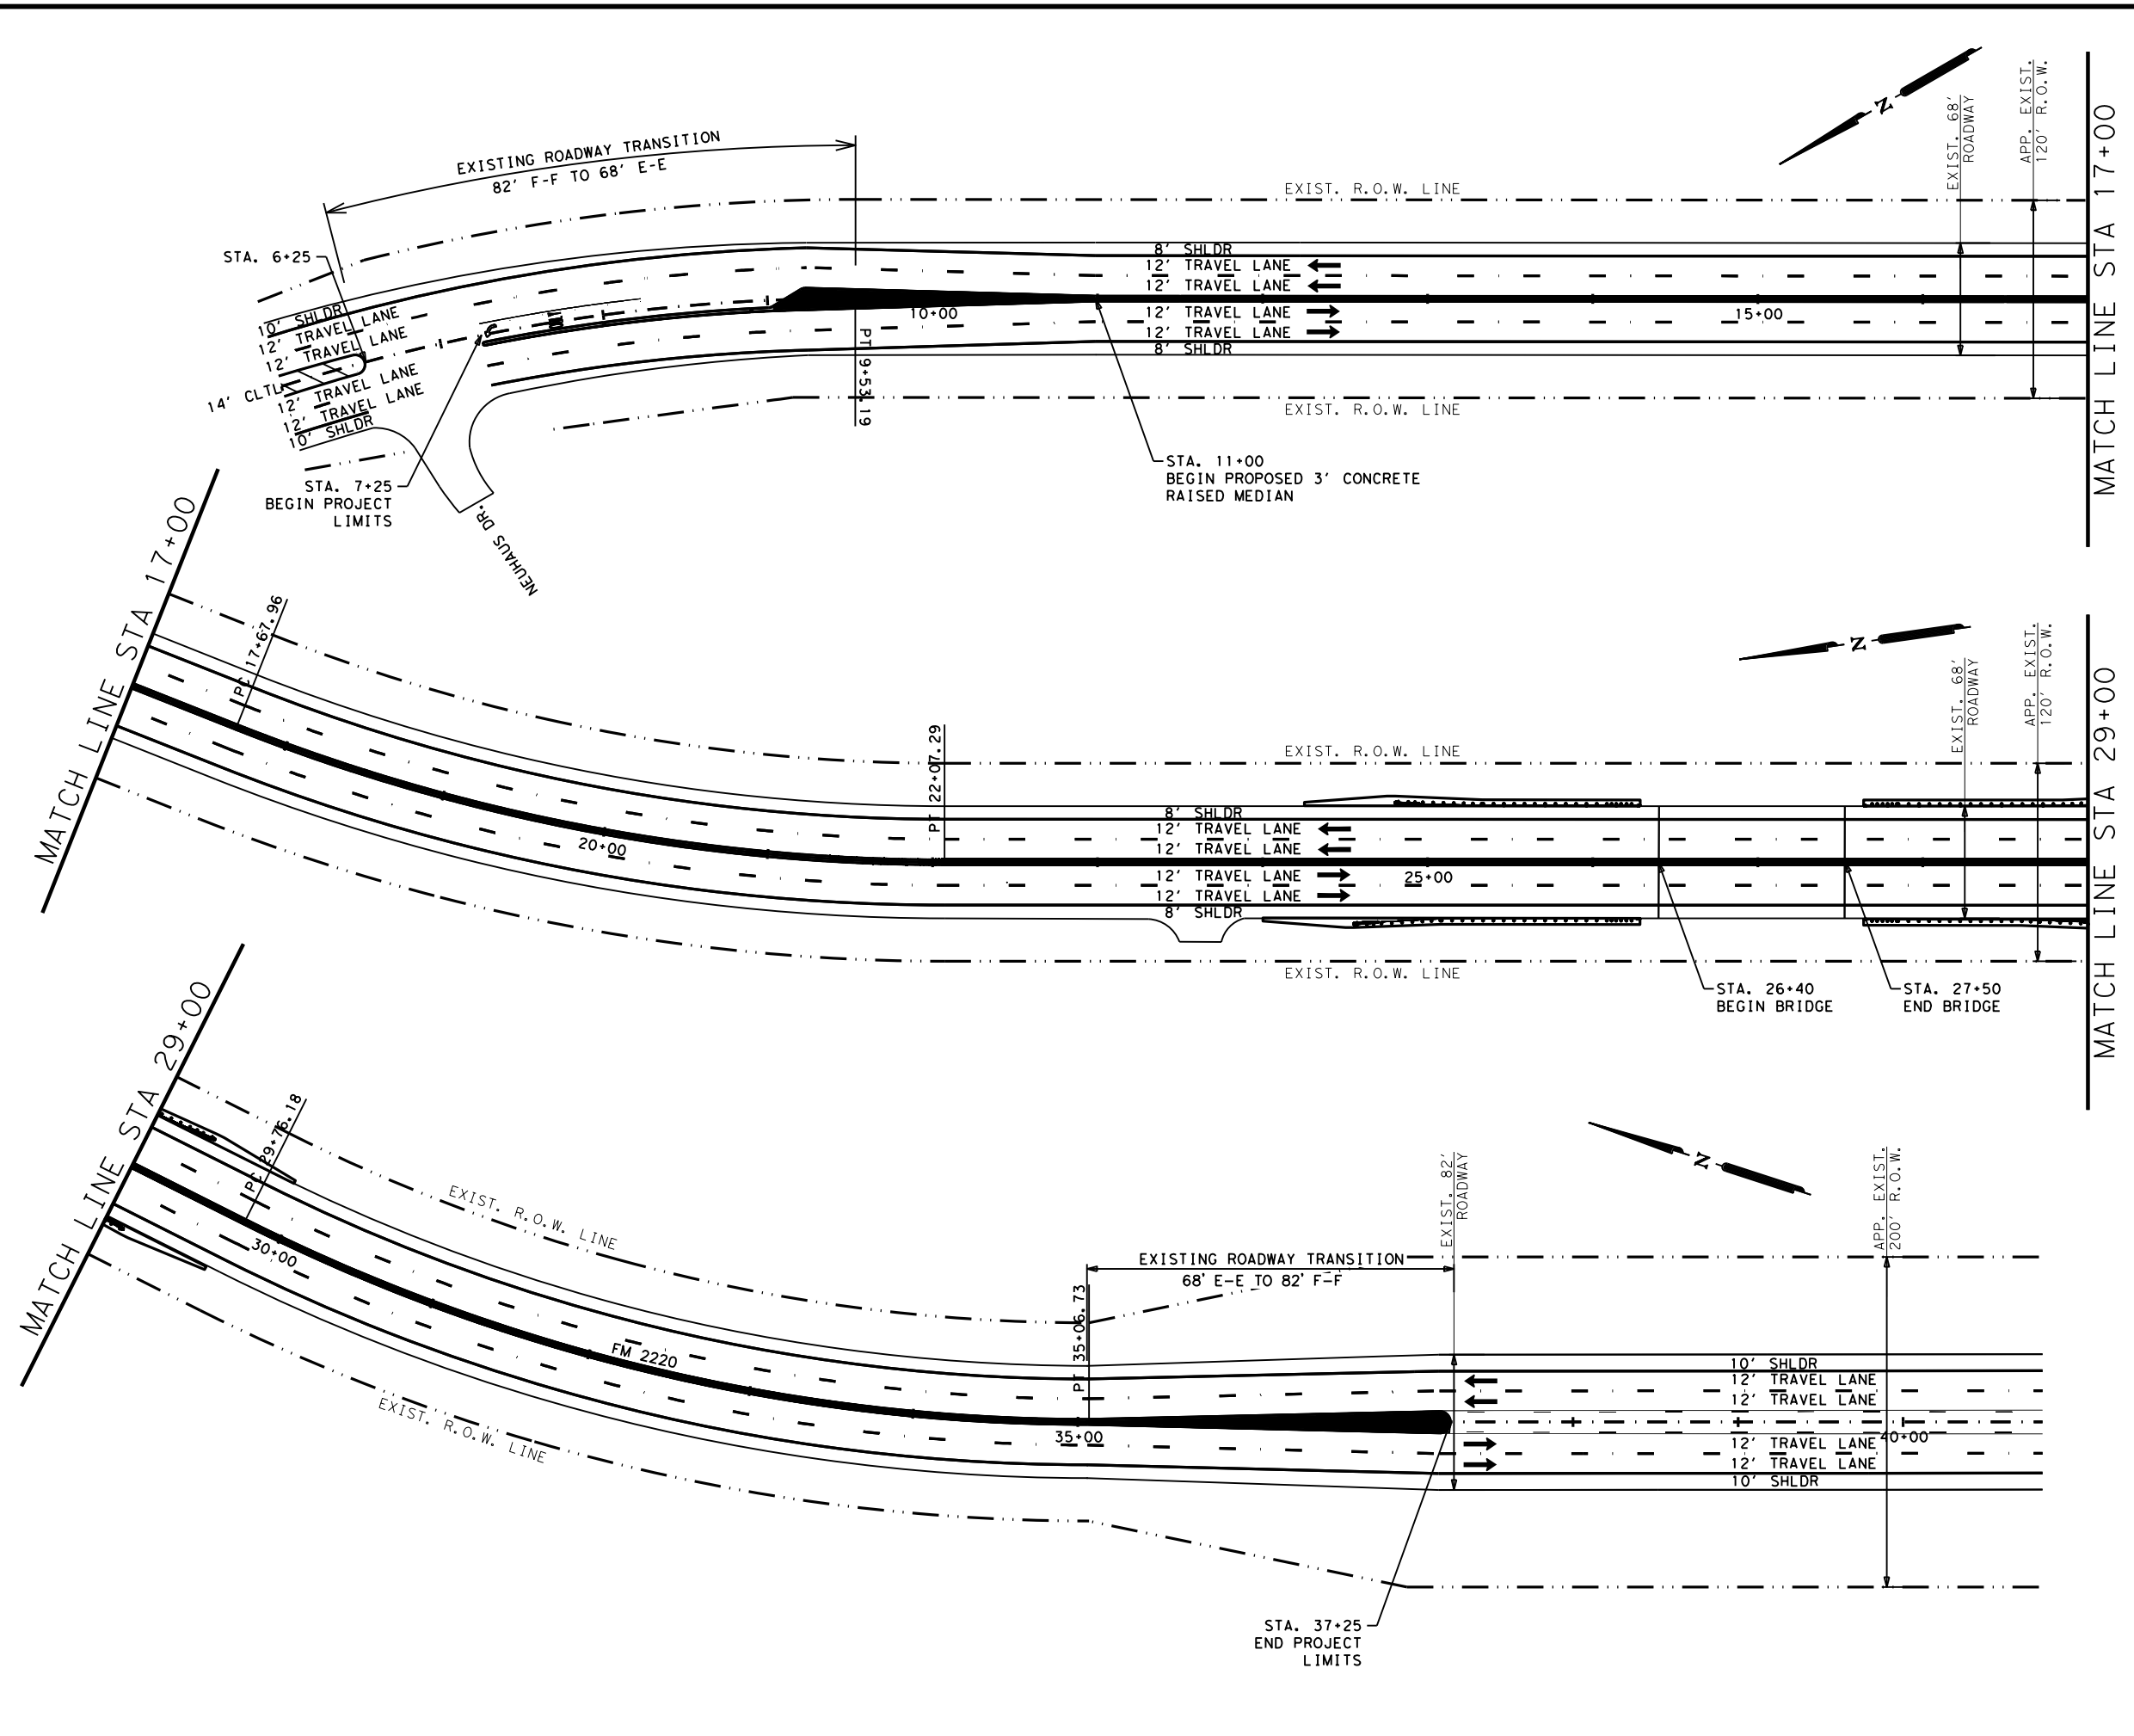 EXISTING ROADWAY TRANSITION
82' F-F TO 68' E-E
STA. 6+25
10' SHLDR
12' TRAVEL LANE
12' TRAVEL LANE
14' CLTL
12' TRAVEL LANE
12' TRAVEL LANE
10' SHLDR
STA. 7+25
BEGIN PROJECT
LIMITS
NEUHAUS DR.
PT 9+53.19
10+00
EXIST. R.O.W. LINE
8' SHLDR
12' TRAVEL LANE
12' TRAVEL LANE
12' TRAVEL LANE
12' TRAVEL LANE
8' SHLDR
EXIST. R.O.W. LINE
STA. 11+00
BEGIN PROPOSED 3' CONCRETE
RAISED MEDIAN
15+00
N
EXIST. 68'
ROADWAY
APP. EXIST.
120' R.O.W.
MATCH LINE STA 17+00
MATCH LINE STA 17+00
PC 17+67.96
20+00
PT 22+07.29
EXIST. R.O.W. LINE
8' SHLDR
12' TRAVEL LANE
12' TRAVEL LANE
12' TRAVEL LANE
12' TRAVEL LANE
8' SHLDR
25+00
EXIST. R.O.W. LINE
STA. 26+40
BEGIN BRIDGE
STA. 27+50
END BRIDGE
N
EXIST. 68'
ROADWAY
APP. EXIST.
120' R.O.W.
MATCH LINE STA 29+00
MATCH LINE STA 29+00
PC 29+76.18
30+00
EXIST. R.O.W. LINE
FM 2220
EXIST. R.O.W. LINE
PT 35+06.73
35+00
EXISTING ROADWAY TRANSITION
68' E-E TO 82' F-F
EXIST. 82'
ROADWAY
N
APP. EXIST.
200' R.O.W.
10' SHLDR
12' TRAVEL LANE
12' TRAVEL LANE
12' TRAVEL LANE
40+00
12' TRAVEL LANE
10' SHLDR
STA. 37+25
END PROJECT
LIMITS